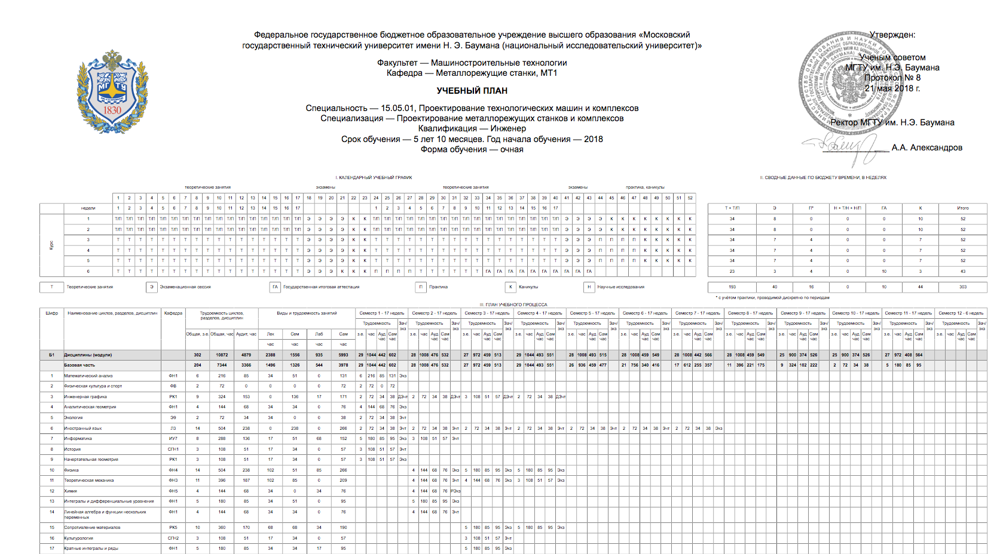 Федеральное государственное бюджетное образовательное учреждение высшего образования «Московский
государственный технический университет имени Н. Э. Баумана (национальный исследовательский университет)»
Факультет — Машиностроительные технологии
Кафедра — Металлорежущие станки, МТ1
УЧЕБНЫЙ ПЛАН
Специальность — 15.05.01, Проектирование технологических машин и комплексов
Специализация — Проектирование металлорежущих станков и комплексов
Квалификация — Инженер
Срок обучения — 5 лет 10 месяцев. Год начала обучения — 2018
Форма обучения — очная
МГТУ
1830
Утвержден:
Ученым советом
МГТУ им. Н.Э. Баумана
Протокол № 8
21 мая 2018 г.
Ректор МГТУ им. Н.Э. Баумана
А.А. Александров
I. КАЛЕНДАРНЫЙ УЧЕБНЫЙ ГРАФИК
теоретические занятия экзамены теоретические занятия экзамены практика, каникулы
1 2 3 4 5 6 7 8 9 10 11 12 13 14 15 16 17 18 19 20 21 22 23 24 25 26 27 28 29 30 31 32 33 34 35 36 37 38 39 40 41 42 43 44 45 46 47 48 49 50 51 52
недели 1 2 3 4 5 6 7 8 9 10 11 12 13 14 15 16 17 1 2 3 4 5 6 7 8 9 10 11 12 13 14 15 16 17
Курс
1 Т/П Т/П Т/П Т/П Т/П Т/П Т/П Т/П Т/П Т/П Т/П Т/П Т/П Т/П Т/П Т/П Т/П Э Э Э Э К К Т/П Т/П Т/П Т/П Т/П Т/П Т/П Т/П Т/П Т/П Т/П Т/П Т/П Т/П Т/П Т/П Т/П Э Э Э Э К К К К К К К К
2 Т/П Т/П Т/П Т/П Т/П Т/П Т/П Т/П Т/П Т/П Т/П Т/П Т/П Т/П Т/П Т/П Т/П Э Э Э Э К К Т/П Т/П Т/П Т/П Т/П Т/П Т/П Т/П Т/П Т/П Т/П Т/П Т/П Т/П Т/П Т/П Т/П Э Э Э Э К К К К К К К К
3 Т Т Т Т Т Т Т Т Т Т Т Т Т Т Т Т Т Э Э Э Э К К Т Т Т Т Т Т Т Т Т Т Т Т Т Т Т Т Т Э Э Э П П П П К К К К К
4 Т Т Т Т Т Т Т Т Т Т Т Т Т Т Т Т Т Э Э Э Э К К Т Т Т Т Т Т Т Т Т Т Т Т Т Т Т Т Т Э Э Э П П П П К К К К К
5 Т Т Т Т Т Т Т Т Т Т Т Т Т Т Т Т Т Э Э Э Э К К Т Т Т Т Т Т Т Т Т Т Т Т Т Т Т Т Т Э Э Э П П П П К К К К К
6 Т Т Т Т Т Т Т Т Т Т Т Т Т Т Т Т Т Э Э Э К К К П П П П Т Т Т Т Т Т ГА ГА ГА ГА ГА ГА ГА ГА ГА ГА
Т Теоретические занятия Э Экзаменационная сессия ГА Государственная итоговая аттестация П Практика К Каникулы Н Научные исследования
II. СВОДНЫЕ ДАННЫЕ ПО БЮДЖЕТУ ВРЕМЕНИ, В НЕДЕЛЯХ
Т + Т/П Э П* Н + Т/Н + Н/П ГА К Итого
34 8 0 0 0 10 52
34 8 0 0 0 10 52
34 7 4 0 0 7 52
34 7 4 0 0 7 52
34 7 4 0 0 7 52
23 3 4 0 10 3 43
193 40 16 0 10 44 303
* с учётом практики, проводимой дискретно по периодам
III. ПЛАН УЧЕБНОГО ПРОЦЕССА
Шифр Наименование циклов, разделов, дисциплин Кафедра Трудоемкость циклов, разделов, дисциплин Виды и трудоемкость занятий Семестр 1 - 17 недель Семестр 2 - 17 недель Семестр 3 - 17 недель Семестр 4 - 17 недель Семестр 5 - 17 недель Семестр 6 - 17 недель Семестр 7 - 17 недель Семестр 8 - 17 недель Семестр 9 - 17 недель Семестр 10 - 17 недель Семестр 11 - 17 недель Семестр 12 - 6 недель
Трудоемкость Зач/экз Трудоемкость Зач/экз Трудоемкость Зач/экз Трудоемкость Зач/экз Трудоемкость Зач/экз Трудоемкость Зач/экз Трудоемкость Зач/экз Трудоемкость Зач/экз Трудоемкость Зач/экз Трудоемкость Зач/экз Трудоемкость Зач/экз Трудоемкость Зач/экз
Общая, з.е. Общая, час Аудит, час Лек Сем Лаб Сам з.е. час Ауд час Сам час з.е. час Ауд час Сам час з.е. час Ауд час Сам час з.е. час Ауд час Сам час з.е. час Ауд час Сам час з.е. час Ауд час Сам час з.е. час Ауд час Сам час з.е. час Ауд час Сам час з.е. час Ауд час Сам час з.е. час Ауд час Сам час з.е. час Ауд час Сам час з.е. час Ауд час Сам час
час час час час
Б1 Дисциплины (модули) 302 10872 4879 2388 1556 935 5993 29 1044 442 602 28 1008 476 532 27 972 459 513 29 1044 493 551 28 1008 493 515 28 1008 459 549 28 1008 442 566 28 1008 459 549 25 900 374 526 25 900 374 526 27 972 408 564
Базовая часть 204 7344 3366 1496 1326 544 3978 29 1044 442 602 28 1008 476 532 27 972 459 513 29 1044 493 551 26 936 459 477 21 756 340 416 17 612 255 357 11 396 221 175 9 324 102 222 2 72 34 38 5 180 85 95
1 Математический анализ ФН1 6 216 85 34 51 0 131 6 216 85 131 Экз
2 Физическая культура и спорт ФВ 2 72 0 0 0 0 72 2 72 0 72
3 Инженерная графика РК1 9 324 153 0 136 17 171 2 72 34 38 ДЗчт 2 72 34 38 ДЗчт 3 108 51 57 ДЗчт 2 72 34 38 ДЗчт
4 Аналитическая геометрия ФН1 4 144 68 34 34 0 76 4 144 68 76 Экз
5 Экология Э9 2 72 34 34 0 0 38 2 72 34 38 Зчт
6 Иностранный язык Л3 14 504 238 0 238 0 266 2 72 34 38 Зчт 2 72 34 38 Зчт 2 72 34 38 Зчт 2 72 34 38 Зчт 2 72 34 38 Зчт 2 72 34 38 Зчт 2 72 34 38 Экз
7 Информатика ИУ7 8 288 136 17 51 68 152 5 180 85 95 Экз 3 108 51 57 Зчт
8 История СГН1 3 108 51 17 34 0 57 3 108 51 57 Зчт
9 Начертательная геометрия РК1 3 108 51 17 34 0 57 3 108 51 57 Экз
10 Физика ФН4 14 504 238 102 51 85 266 4 144 68 76 Экз 5 180 85 95 Экз 5 180 85 95 Экз
11 Теоретическая механика ФН3 11 396 187 102 85 0 209 4 144 68 76 Зчт 4 144 68 76 Экз 3 108 51 57 Экз
12 Химия ФН5 4 144 68 34 0 34 76 4 144 68 76 РЭкз
13 Интегралы и дифференциальные уравнения ФН1 5 180 85 34 51 0 95 5 180 85 95 Экз
14 Линейная алгебра и функции нескольких переменных ФН1 4 144 68 34 34 0 76 4 144 68 76 Зчт
15 Сопротивление материалов РК5 10 360 170 68 68 34 190 5 180 85 95 Экз 5 180 85 95 Экз
16 Культурология СГН2 3 108 51 17 34 0 57 3 108 51 57 Зчт
17 Кратные интегралы и ряды ФН1 5 180 85 34 34 17 95 5 180 85 95 Экз